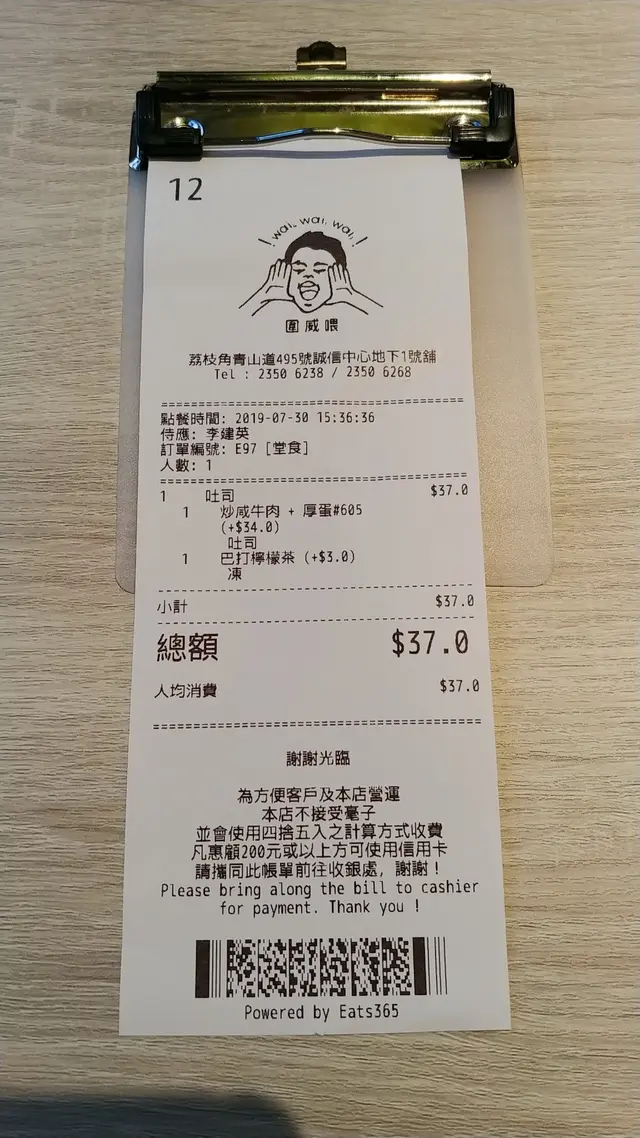 12
wai, wai, wai,
圍威喂
荔枝角青山道495號誠信中心地下1號舖
Tel : 2350 6238 / 2350 6268
點餐時間: 2019-07-30 15:36:36
侍應: 李建英
訂單編號: E97 [堂食]
人數: 1
1 吐司 $37.0
1 炒咸牛肉 + 厚蛋#605
(+$34.0)
吐司
1 巴打檸檬茶 (+$3.0)
凍
小計 $37.0
總額 $37.0
人均消費 $37.0
謝謝光臨
為方便客戶及本店營運
本店不接受毫子
並會使用四捨五入之計算方式收費
凡惠顧200元或以上方可使用信用卡
請攜同此帳單前往收銀處, 謝謝!
Please bring along the bill to cashier
for payment. Thank you !
Powered by Eats365